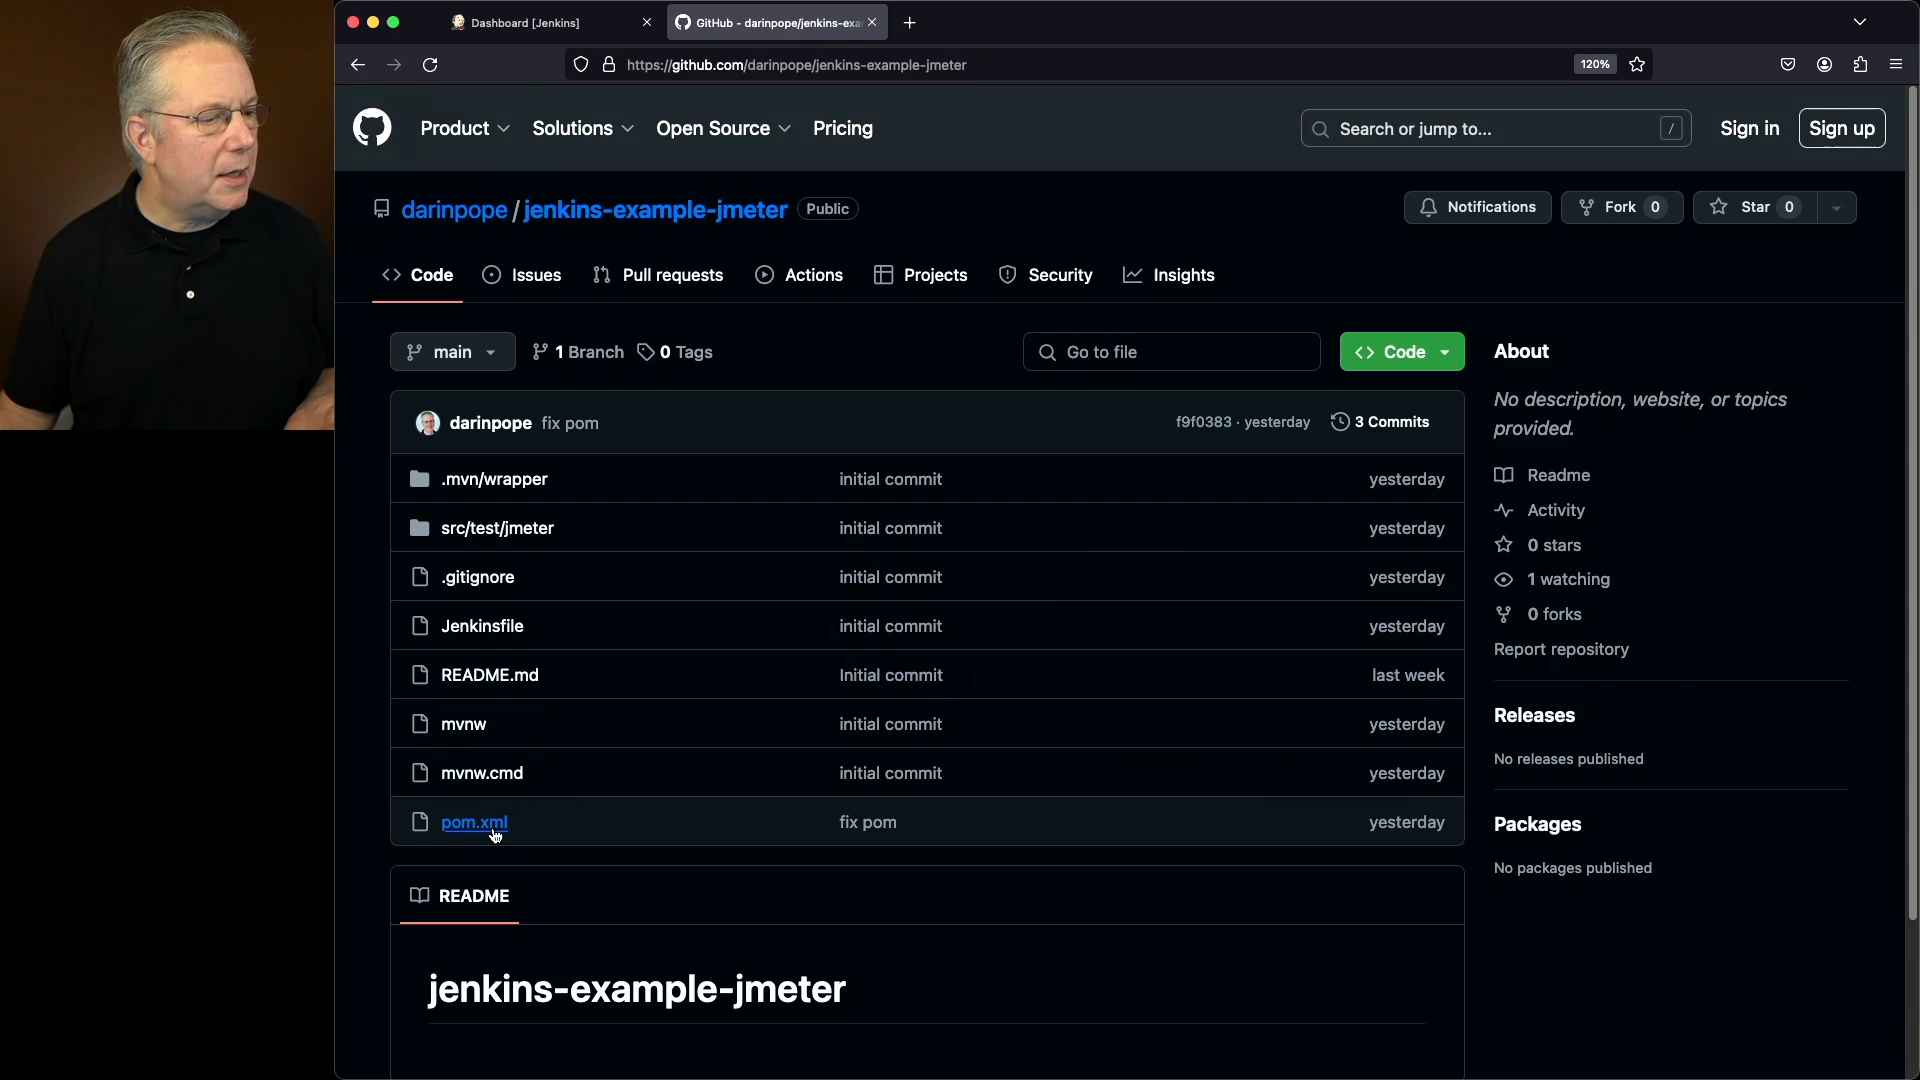 Dashboard [Jenkins]
GitHub - darinpope/jenkins-exa
https://github.com/darinpope/jenkins-example-jmeter
120%
Product
Solutions
Open Source
Pricing
Search or jump to...
/
Sign in
Sign up
darinpope / jenkins-example-jmeter
Public
Notifications
Fork 0
Star 0
Code
Issues
Pull requests
Actions
Projects
Security
Insights
main
1 Branch
0 Tags
Go to file
Code
About
No description, website, or topics
provided.
darinpope fix pom
f9f0383 · yesterday
3 Commits
.mvn/wrapper initial commit yesterday
src/test/jmeter initial commit yesterday
.gitignore initial commit yesterday
Jenkinsfile initial commit yesterday
README.md Initial commit last week
mvnw initial commit yesterday
mvnw.cmd initial commit yesterday
pom.xml fix pom yesterday
Readme
Activity
0 stars
1 watching
0 forks
Report repository
Releases
No releases published
Packages
No packages published
README
jenkins-example-jmeter